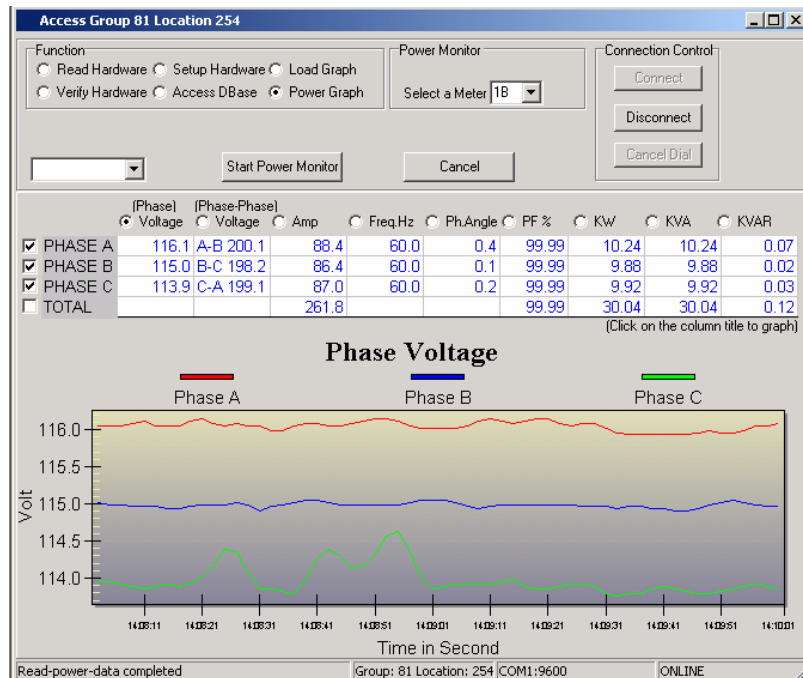 Access Group 81 Location 254
Function
Read Hardware Setup Hardware Load Graph
Verify Hardware Access DBase Power Graph
Power Monitor
Select a Meter 1B
Connection Control
Connect
Disconnect
Cancel Dial
Start Power Monitor
Cancel
(Phase) (Phase-Phase)
Voltage Voltage Amp Freq.Hz Ph.Angle PF % KW KVA KVAR
PHASE A 116.1 A-B 200.1 88.4 60.0 0.4 99.99 10.24 10.24 0.07
PHASE B 115.0 B-C 198.2 86.4 60.0 0.1 99.99 9.88 9.88 0.02
PHASE C 113.9 C-A 199.1 87.0 60.0 0.2 99.99 9.92 9.92 0.03
TOTAL 261.8 99.99 30.04 30.04 0.12
(Click on the column title to graph)
Phase Voltage
Phase A Phase B Phase C
Volt
116.0
115.5
115.0
114.5
114.0
14:08:11 14:08:21 14:08:31 14:08:41 14:08:51 14:09:01 14:09:11 14:09:21 14:09:31 14:09:41 14:09:51 14:10:01
Time in Second
Read-power-data completed Group: 81 Location: 254 COM1:9600 ONLINE